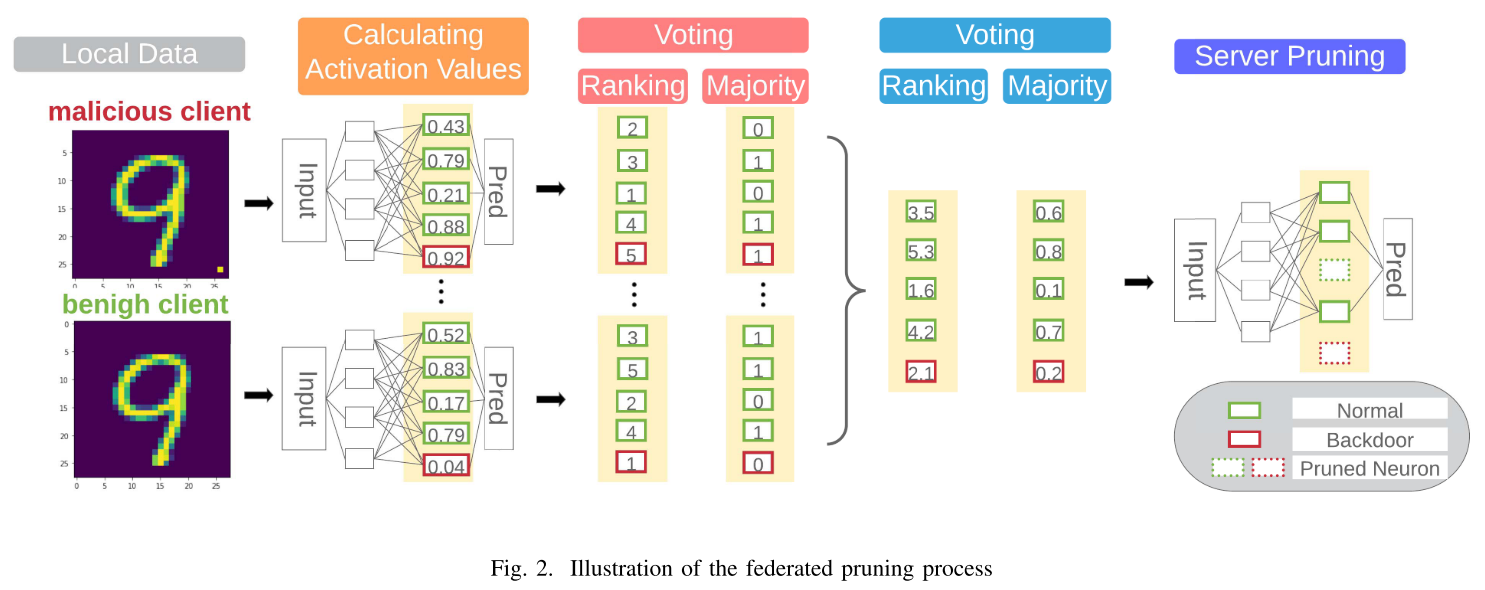 Local Data
Calculating
Activation Values
Voting
Ranking Majority
Voting
Ranking Majority
Server Pruning
malicious client
5
10
15
20
25
0 5 10 15 20 25
Input
0.43
0.79
0.21
0.88
0.92
Pred
2
3
1
4
5
0
1
0
1
1
benigh client
0
5
10
15
20
25
0 5 10 15 20 25
Input
0.52
0.83
0.17
0.79
0.04
Pred
3
5
2
4
1
1
1
0
1
0
3.5
5.3
1.6
4.2
2.1
0.6
0.8
0.1
0.7
0.2
Input
Pred
Normal
Backdoor
Pruned Neuron
Fig. 2. Illustration of the federated pruning process